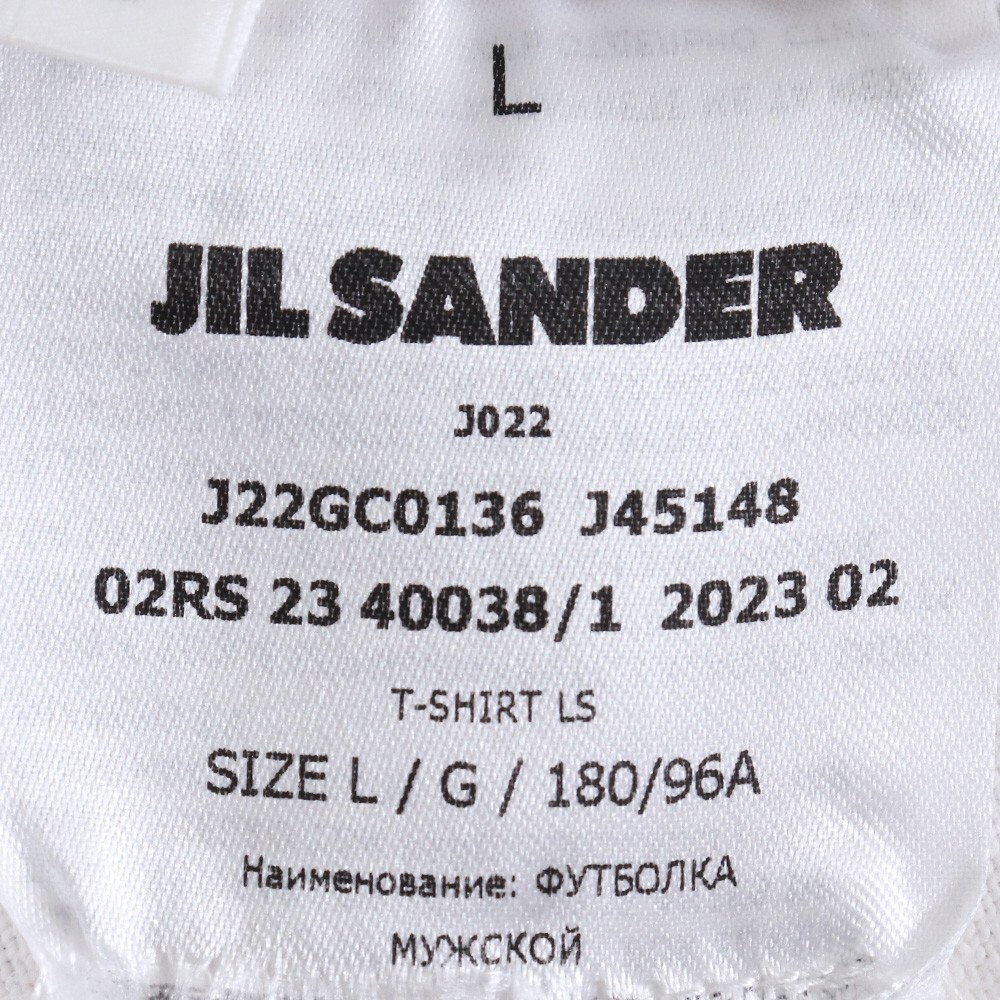 L
JIL SANDER
J022
J22GC0136 J45148
02RS 23 40038/1 2023 02
T-SHIRT LS
SIZE L / G / 180/96A
Наименование: ФУТБОЛКА
МУЖСКОЙ